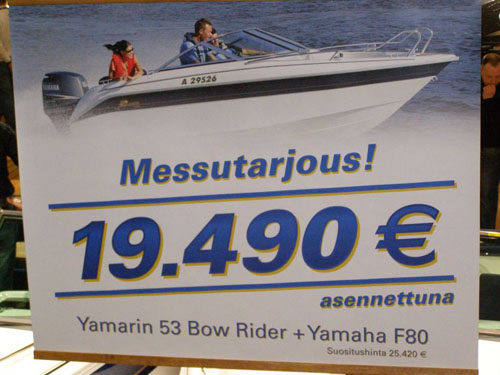 A 29526
Messutarjous!
19.490 €
asennettuna
Yamarin 53 Bow Rider + Yamaha F80
Suositushinta 25.420 €